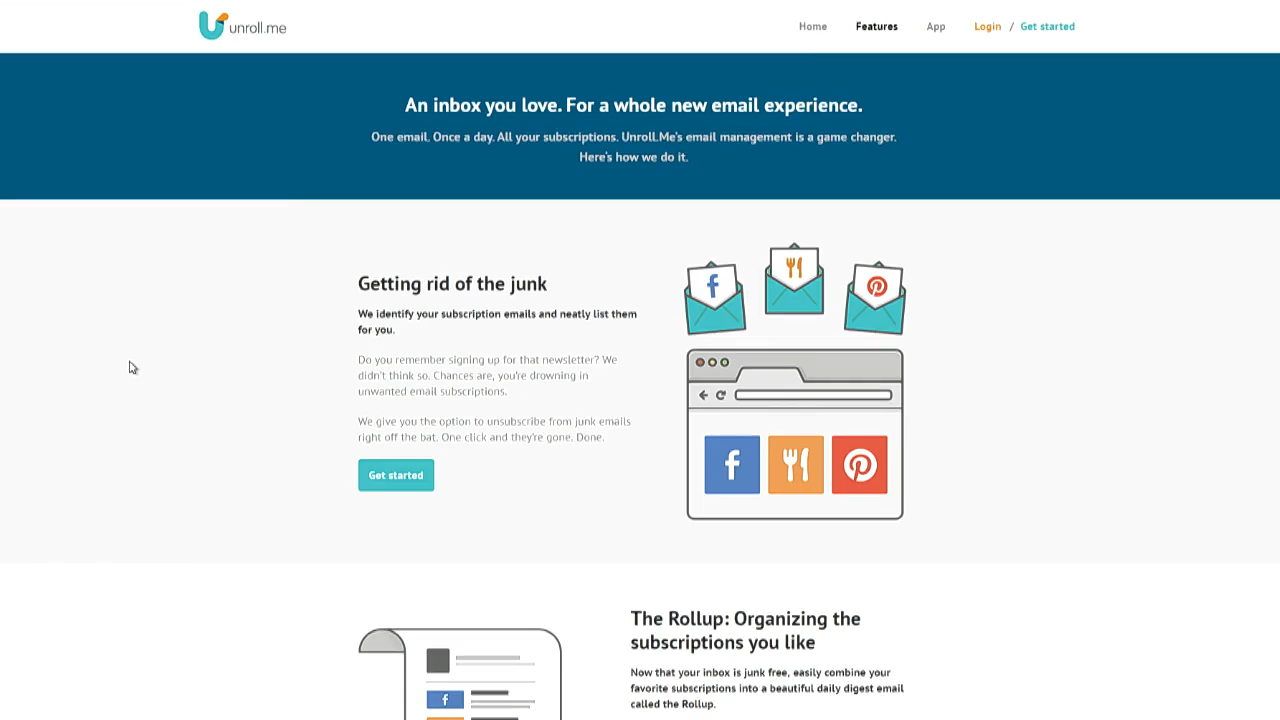 unroll.me
Home Features App Login / Get started
An inbox you love. For a whole new email experience.
One email. Once a day. All your subscriptions. Unroll.Me's email management is a game changer.
Here's how we do it.
Getting rid of the junk
We identify your subscription emails and neatly list them
for you.
Do you remember signing up for that newsletter? We
didn't think so. Chances are, you're drowning in
unwanted email subscriptions.
We give you the option to unsubscribe from junk emails
right off the bat. One click and they're gone. Done.
Get started
The Rollup: Organizing the
subscriptions you like
Now that your inbox is junk free, easily combine your
favorite subscriptions into a beautiful daily digest email
called the Rollup.